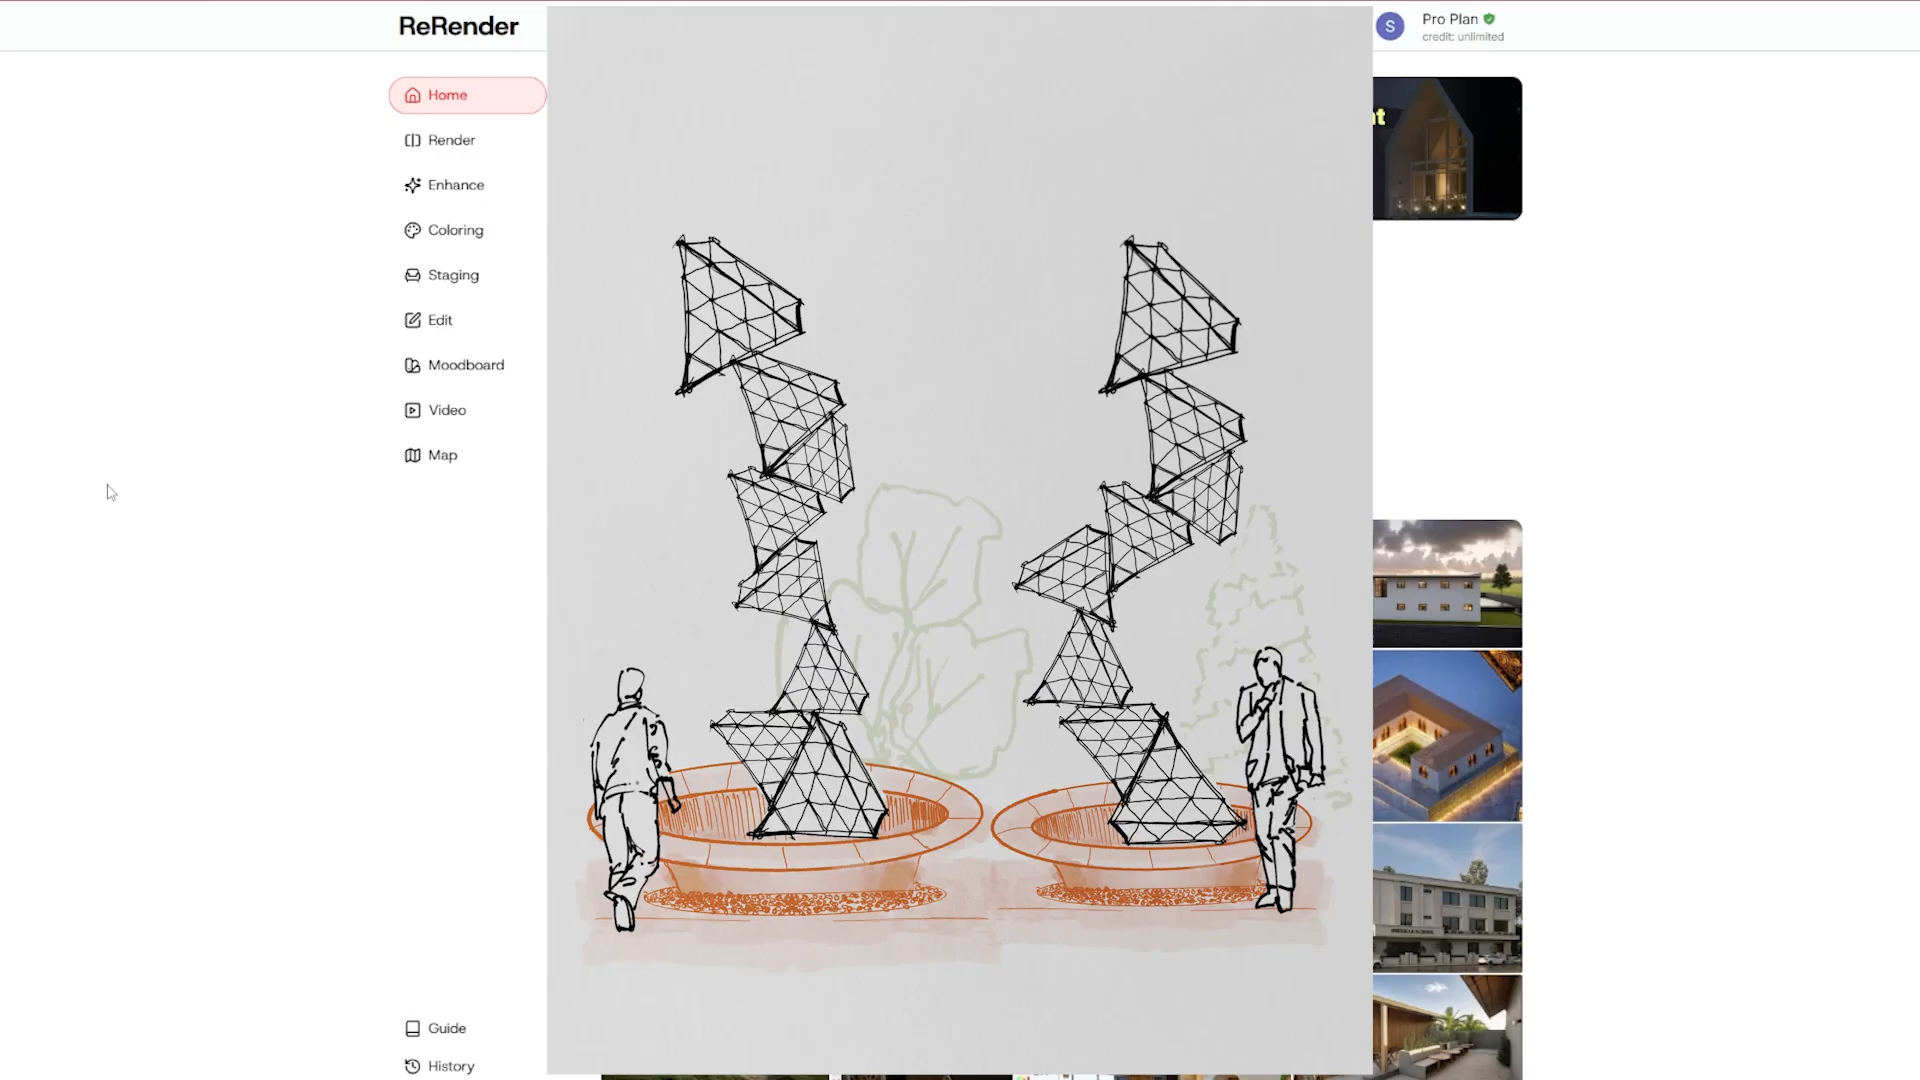 ReRender
S
Pro Plan
credit: unlimited
Home
Render
Enhance
Coloring
Staging
Edit
Moodboard
Video
Map
Guide
History